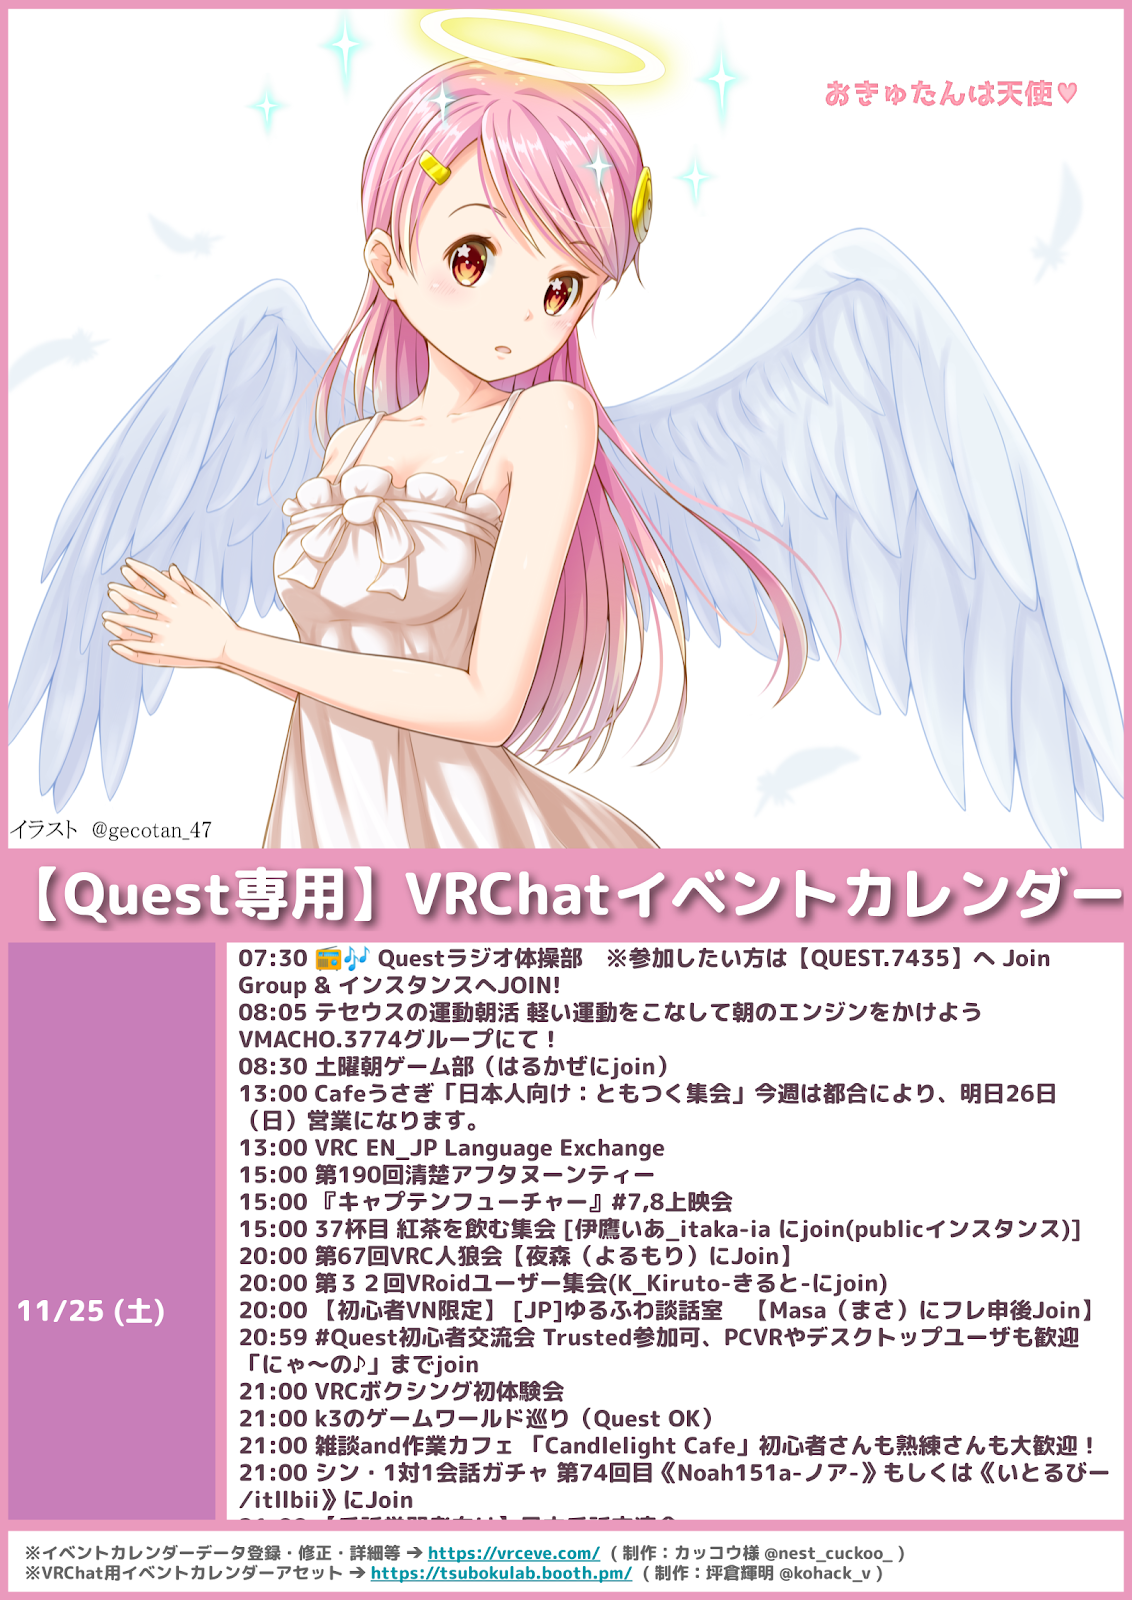 おきゅたんは天使♥
イラスト @gecotan_47
【Quest専用】VRChatイベントカレンダー
11/25 (土)
07:30 📻🎶 Questラジオ体操部　※参加したい方は【QUEST.7435】へ Join
Group & インスタンスへJOIN!
08:05 テセウスの運動朝活 軽い運動をこなして朝のエンジンをかけよう
VMACHO.3774グループにて！
08:30 土曜朝ゲーム部（はるかぜにjoin）
13:00 Cafeうさぎ「日本人向け：ともつく集会」今週は都合により、明日26日
（日）営業になります。
13:00 VRC EN_JP Language Exchange
15:00 第190回清楚アフタヌーンティー
15:00 『キャプテンフューチャー』#7,8上映会
15:00 37杯目 紅茶を飲む集会 [伊鷹いあ_itaka-ia にjoin(publicインスタンス)]
20:00 第67回VRC人狼会【夜森（よるもり）にJoin】
20:00 第３２回VRoidユーザー集会(K_Kiruto-きると-にjoin)
20:00 【初心者VN限定】 [JP]ゆるふわ談話室　【Masa（まさ）にフレ申後Join】
20:59 #Quest初心者交流会 Trusted参加可、PCVRやデスクトップユーザも歓迎
「にゃ～の♪」までjoin
21:00 VRCボクシング初体験会
21:00 k3のゲームワールド巡り（Quest OK）
21:00 雑談and作業カフェ 「Candlelight Cafe」初心者さんも熟練さんも大歓迎！
21:00 シン・1対1会話ガチャ 第74回目《Noah151a-ノア-》もしくは《いとるびー
/itIlbii》にJoin
※イベントカレンダーデータ登録・修正・詳細等 ➔ https://vrceve.com/ ( 制作：カッコウ様 @nest_cuckoo_ )
※VRChat用イベントカレンダーアセット ➔ https://tsubokulab.booth.pm/ ( 制作：坪倉輝明 @kohack_v )